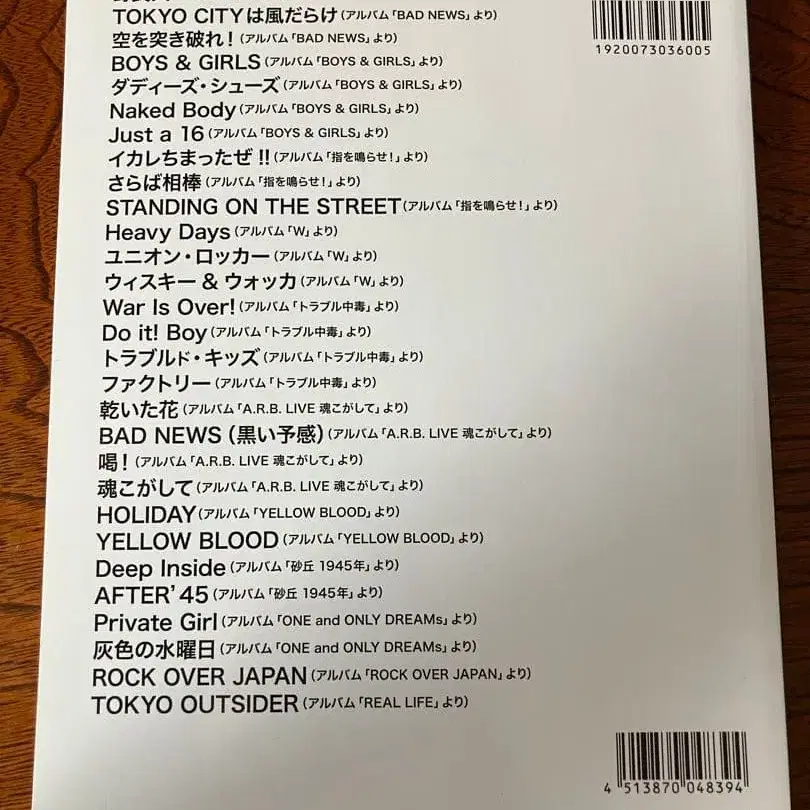 TOKYO CITYは風だらけ(アルバム「BAD NEWS」より)
1920073036005
空を突き破れ!(アルバム「BAD NEWS」より)
BOYS & GIRLS(アルバム「BOYS & GIRLS」より)
ダディーズ・シューズ(アルバム「BOYS & GIRLS」より)
Naked Body(アルバム「BOYS & GIRLS」より)
Just a 16(アルバム「BOYS & GIRLS」より)
イカレちまったぜ!!(アルバム「指を鳴らせ!」より)
さらば相棒(アルバム「指を鳴らせ!」より)
STANDING ON THE STREET(アルバム「指を鳴らせ!」より)
Heavy Days(アルバム「W」より)
ユニオン・ロッカー(アルバム「W」より)
ウィスキー & ウォッカ(アルバム「W」より)
War Is Over!(アルバム「トラブル中毒」より)
Do it! Boy(アルバム「トラブル中毒」より)
トラブルド・キッズ(アルバム「トラブル中毒」より)
ファクトリー(アルバム「トラブル中毒」より)
乾いた花(アルバム「A.R.B. LIVE 魂こがして」より)
BAD NEWS(黒い予感)(アルバム「A.R.B. LIVE 魂こがして」より)
喝!(アルバム「A.R.B. LIVE 魂こがして」より)
魂こがして(アルバム「A.R.B. LIVE 魂こがして」より)
HOLIDAY(アルバム「YELLOW BLOOD」より)
YELLOW BLOOD(アルバム「YELLOW BLOOD」より)
Deep Inside(アルバム「砂丘 1945年」より)
AFTER' 45(アルバム「砂丘 1945年」より)
Private Girl(アルバム「ONE and ONLY DREAMs」より)
灰色の水曜日(アルバム「ONE and ONLY DREAMs」より)
ROCK OVER JAPAN(アルバム「ROCK OVER JAPAN」より)
TOKYO OUTSIDER(アルバム「REAL LIFE」より)
4 513870 048394